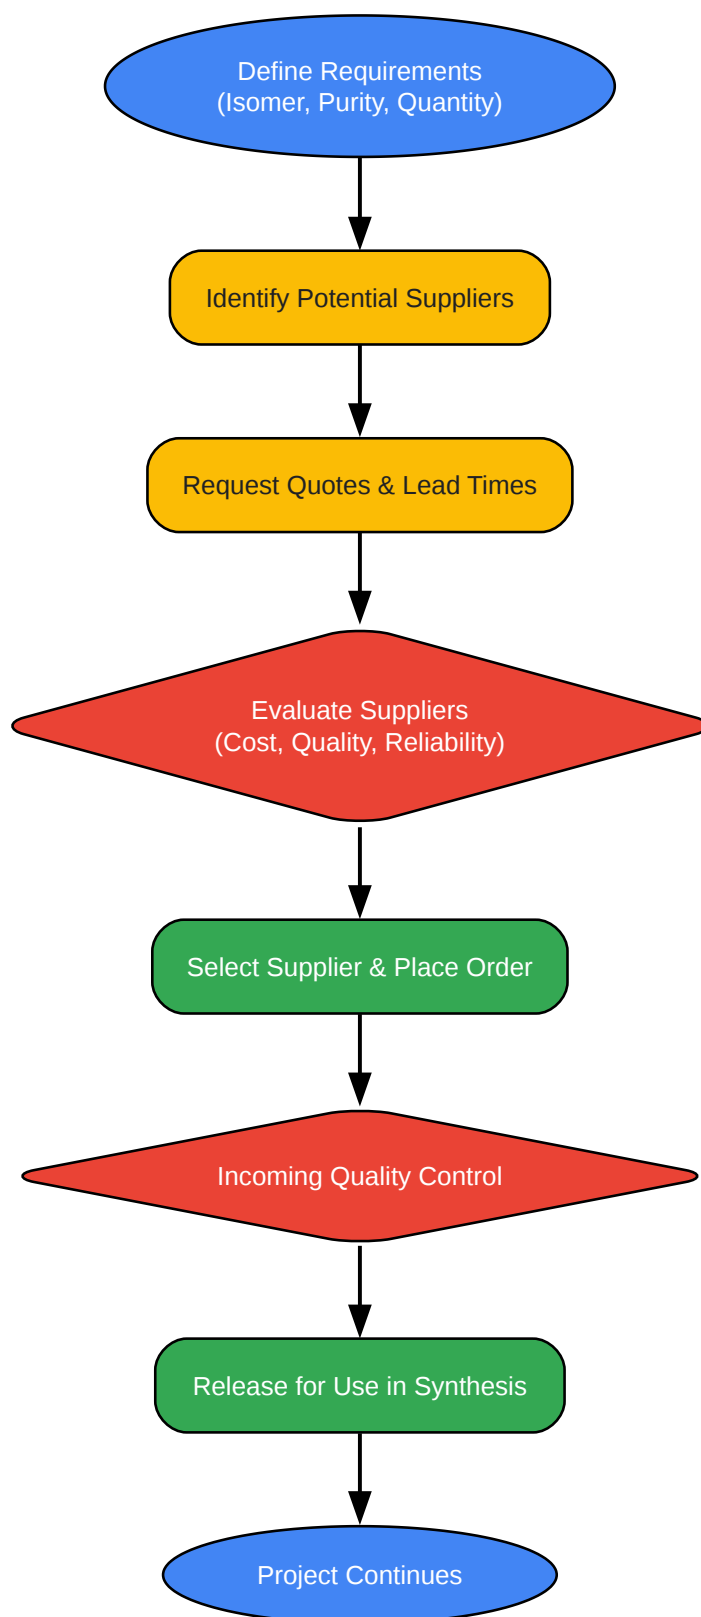 Define Requirements
(Isomer, Purity, Quantity)
Identify Potential Suppliers
Request Quotes & Lead Times
Evaluate Suppliers
(Cost, Quality, Reliability)
Select Supplier & Place Order
Incoming Quality Control
Release for Use in Synthesis
Project Continues